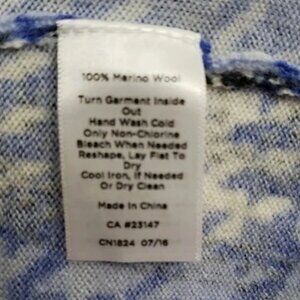 100% Merino Wool
Turn Garment Inside
Out
Hand Wash Cold
Only Non-Chlorine
Bleach When Needed
Reshape, Lay Flat To
Dry
Cool Iron, If Needed
Or Dry Clean
Made In China
CA #23147
CN1824 07/16